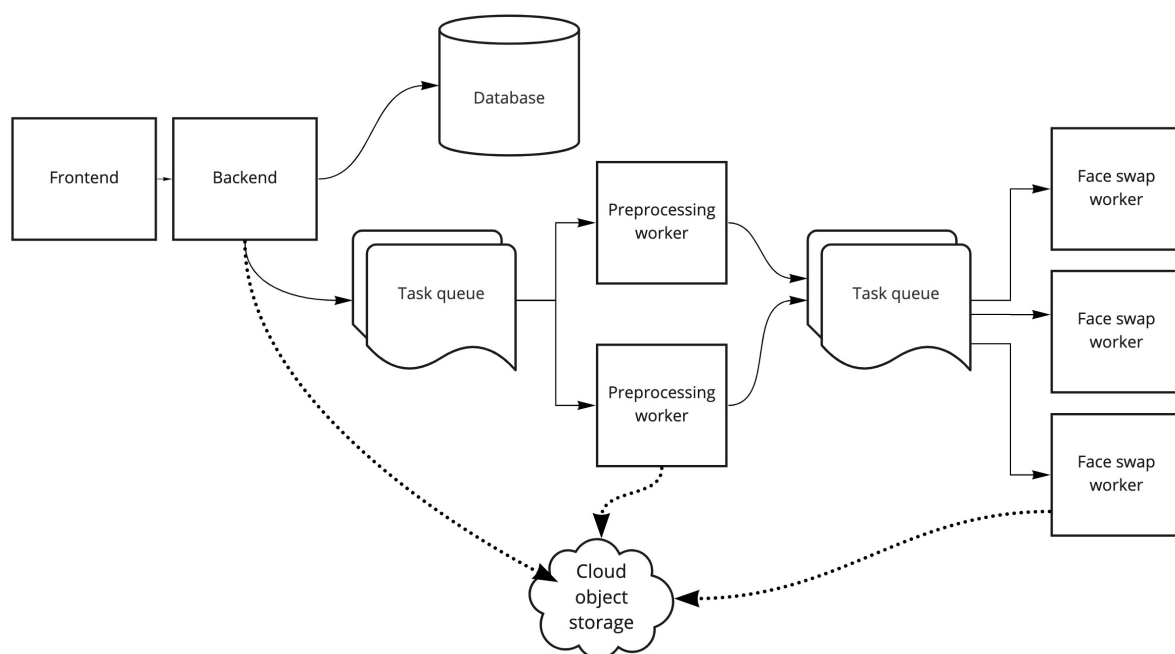 Database
Frontend
Backend
Preprocessing
worker
Task queue
Preprocessing
worker
Task queue
Face swap
worker
Face swap
worker
Face swap
worker
Cloud
object
storage